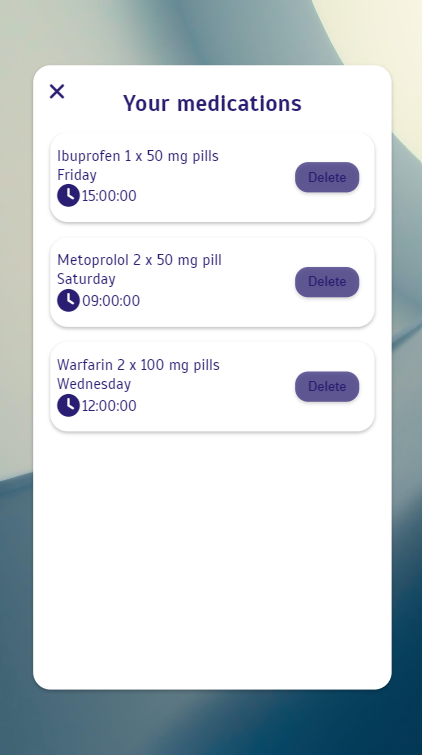 Your medications
Ibuprofen 1 x 50 mg pills
Friday
15:00:00
Delete
Metoprolol 2 x 50 mg pill
Saturday
09:00:00
Delete
Warfarin 2 x 100 mg pills
Wednesday
12:00:00
Delete